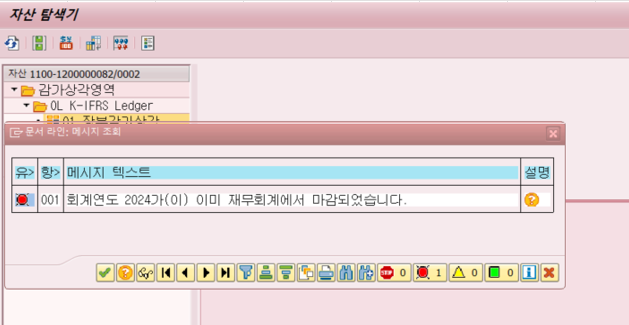 자산 탐색기
자산 1100-1200000082/0002
감가상각영역
0L K-IFRS Ledger
01 장부감가상각
문서 라인: 메시지 조회
유> 항> 메시지 텍스트 설명
001 회계연도 2024가(이) 이미 재무회계에서 마감되었습니다.
STOP 0 1 0 0